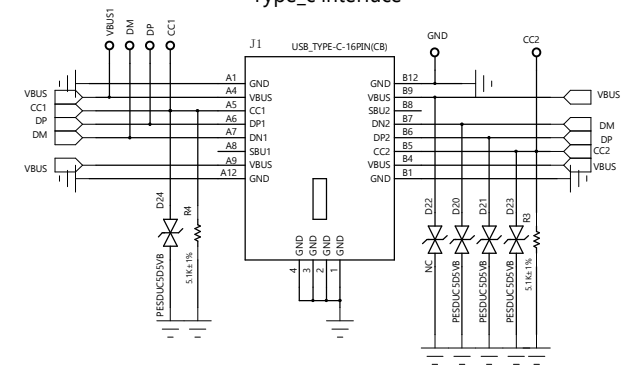 Type_c interface
VBUS1
DM
DP
CC1
GND
CC2
J1
USB_TYPE-C-16PIN(CB)
A1
GND
GND
B12
VBUS
A4
VBUS
VBUS
B9
VBUS
CC1
A5
CC1
SBU2
B8
DP
A6
DP1
DN2
B7
DM
DM
A7
DN1
DP2
B6
DP
A8
SBU1
CC2
B5
CC2
VBUS
A9
VBUS
VBUS
B4
VBUS
A12
GND
GND
B1
D24
R4
D22
D20
D21
D23
R3
GND
GND
GND
GND
4
3
2
1
PESDUC5D5VB
5.1K±1%
NC
PESDUC5D5VB
PESDUC5D5VB
PESDUC5D5VB
5.1K±1%